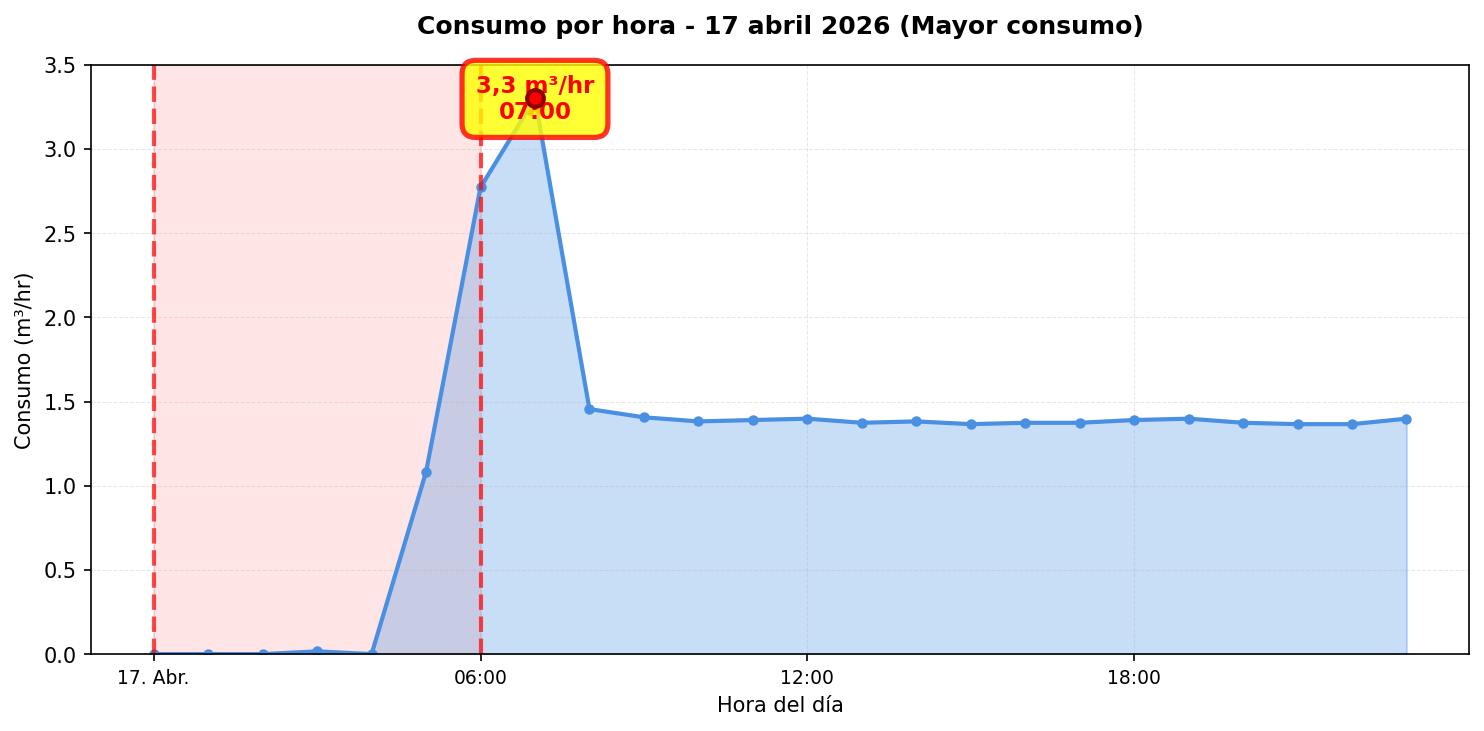 Consumo por hora - 17 abril 2026 (Mayor consumo)
3.5
3,3 m³/hr
07:00
3.0
2.5
2.0
1.5
1.0
0.5
0.0
Consumo (m³/hr)
17. Abr.
06:00
12:00
18:00
Hora del día